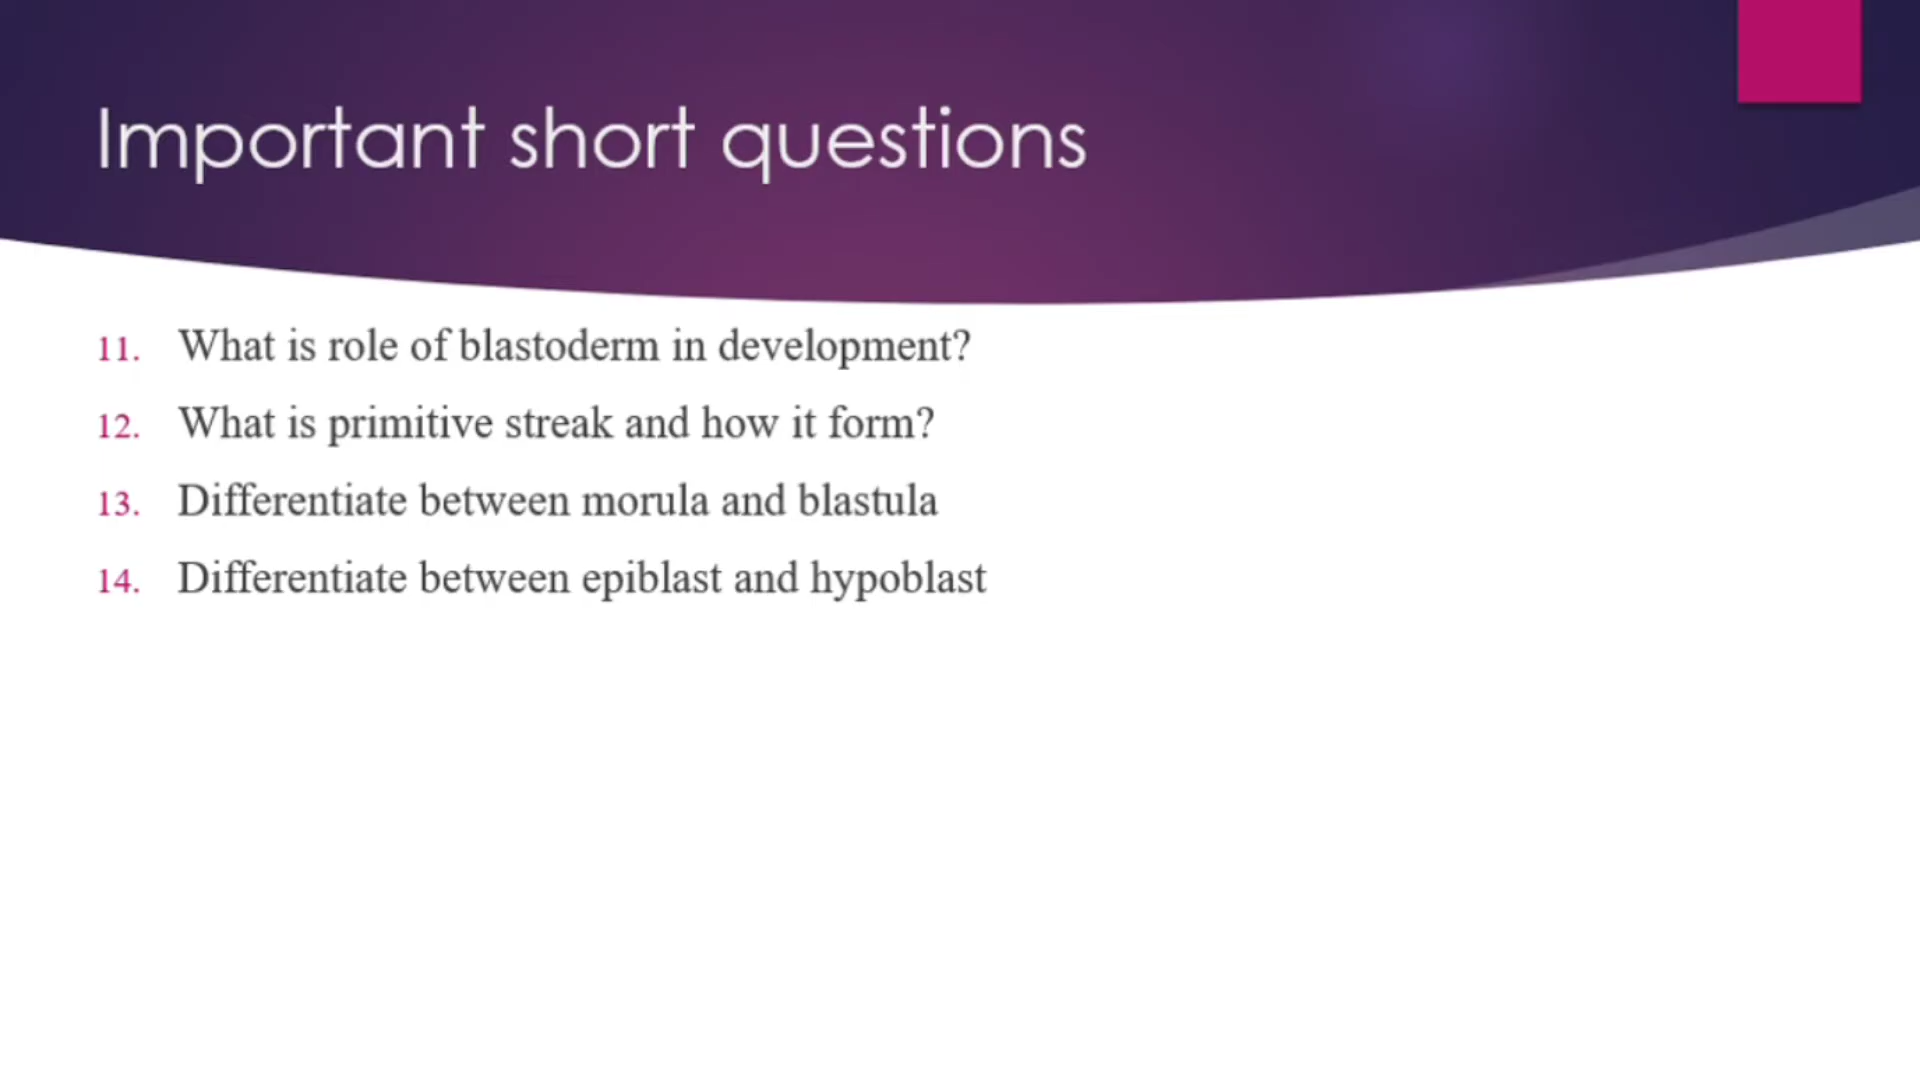 Important short questions
11. What is role of blastoderm in development?
12. What is primitive streak and how it form?
13. Differentiate between morula and blastula
14. Differentiate between epiblast and hypoblast